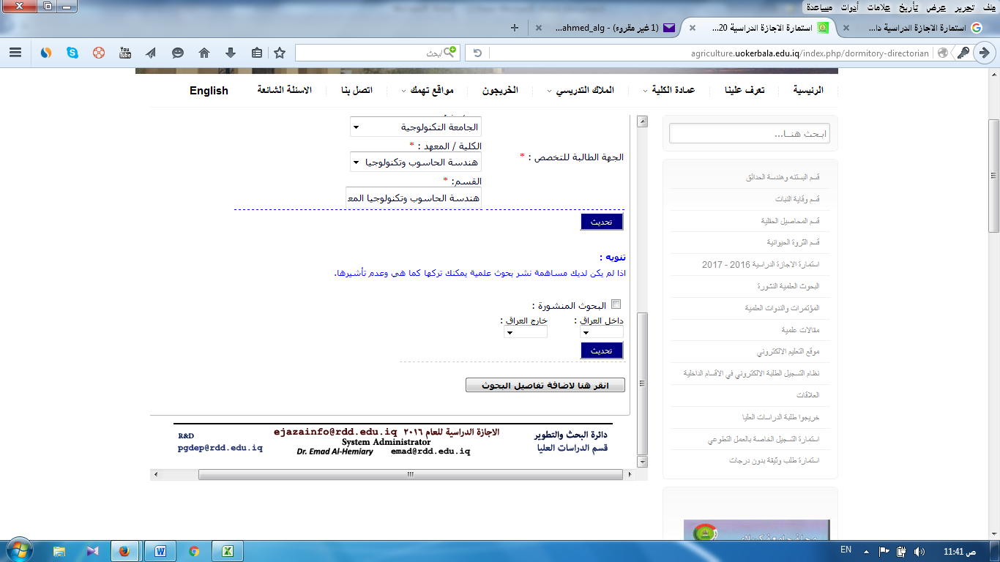 ملف تحرير عرض تأريخ علامات أدوات مساعدة
استمارة الاجازة الدراسية دا...
استمارة الاجازة الدراسية 20...
(1 غير مقروء) - ahmed_alg...
agriculture.uokerbala.edu.iq/index.php/dormitory-directorian
ابحث
You Tube
الرئيسية
تعرف علينا
عمادة الكلية
الملاك التدريسي
الخريجون
مواقع تهمك
اتصل بنا
الاسئلة الشائعة
English
ابحث هنا...
قسم البستنه وهندسة الحدائق
قسم وقاية النبات
قسم المحاصيل الحقلية
قسم الثروة الحيوانية
استمارة الاجازة الدراسية 2016 - 2017
البحوث العلمية النشورة
المؤتمرات والندوات العلمية
مقالات علمية
موقع التعليم الالكتروني
نظام التسجيل الطلبة الالكتروني في الاقسام الداخلية
العلاقات
خريجوا طلبة الدراسات العليا
استمارة التسجيل الخاصة بالعمل التطوعي
استمارة طلب وثيقة بدون درجات
الجامعة التكنولوجية
الكلية / المعهد : *
الجهة الطالبة للتخصص : *
هندسة الحاسوب وتكنولوجيا
القسم: *
هندسة الحاسوب وتكنولوجيا المع
تحديث
تنويه :
اذا لم يكن لديك مساهمة نشر بحوث علمية يمكنك تركها كما هي وعدم تأشيرها.
البحوث المنشورة :
داخل العراق : خارج العراق :
تحديث
انقر هنا لاضافة تفاصيل البحوث
دائرة البحث والتطوير
قسم الدراسات العليا
الاجازة الدراسية للعام ٢٠١٦ ejazainfo@rdd.edu.iq
System Administrator
Dr. Emad Al-Hemiary emad@rdd.edu.iq
R&D
pgdep@rdd.edu.iq
EN
11:41 ص